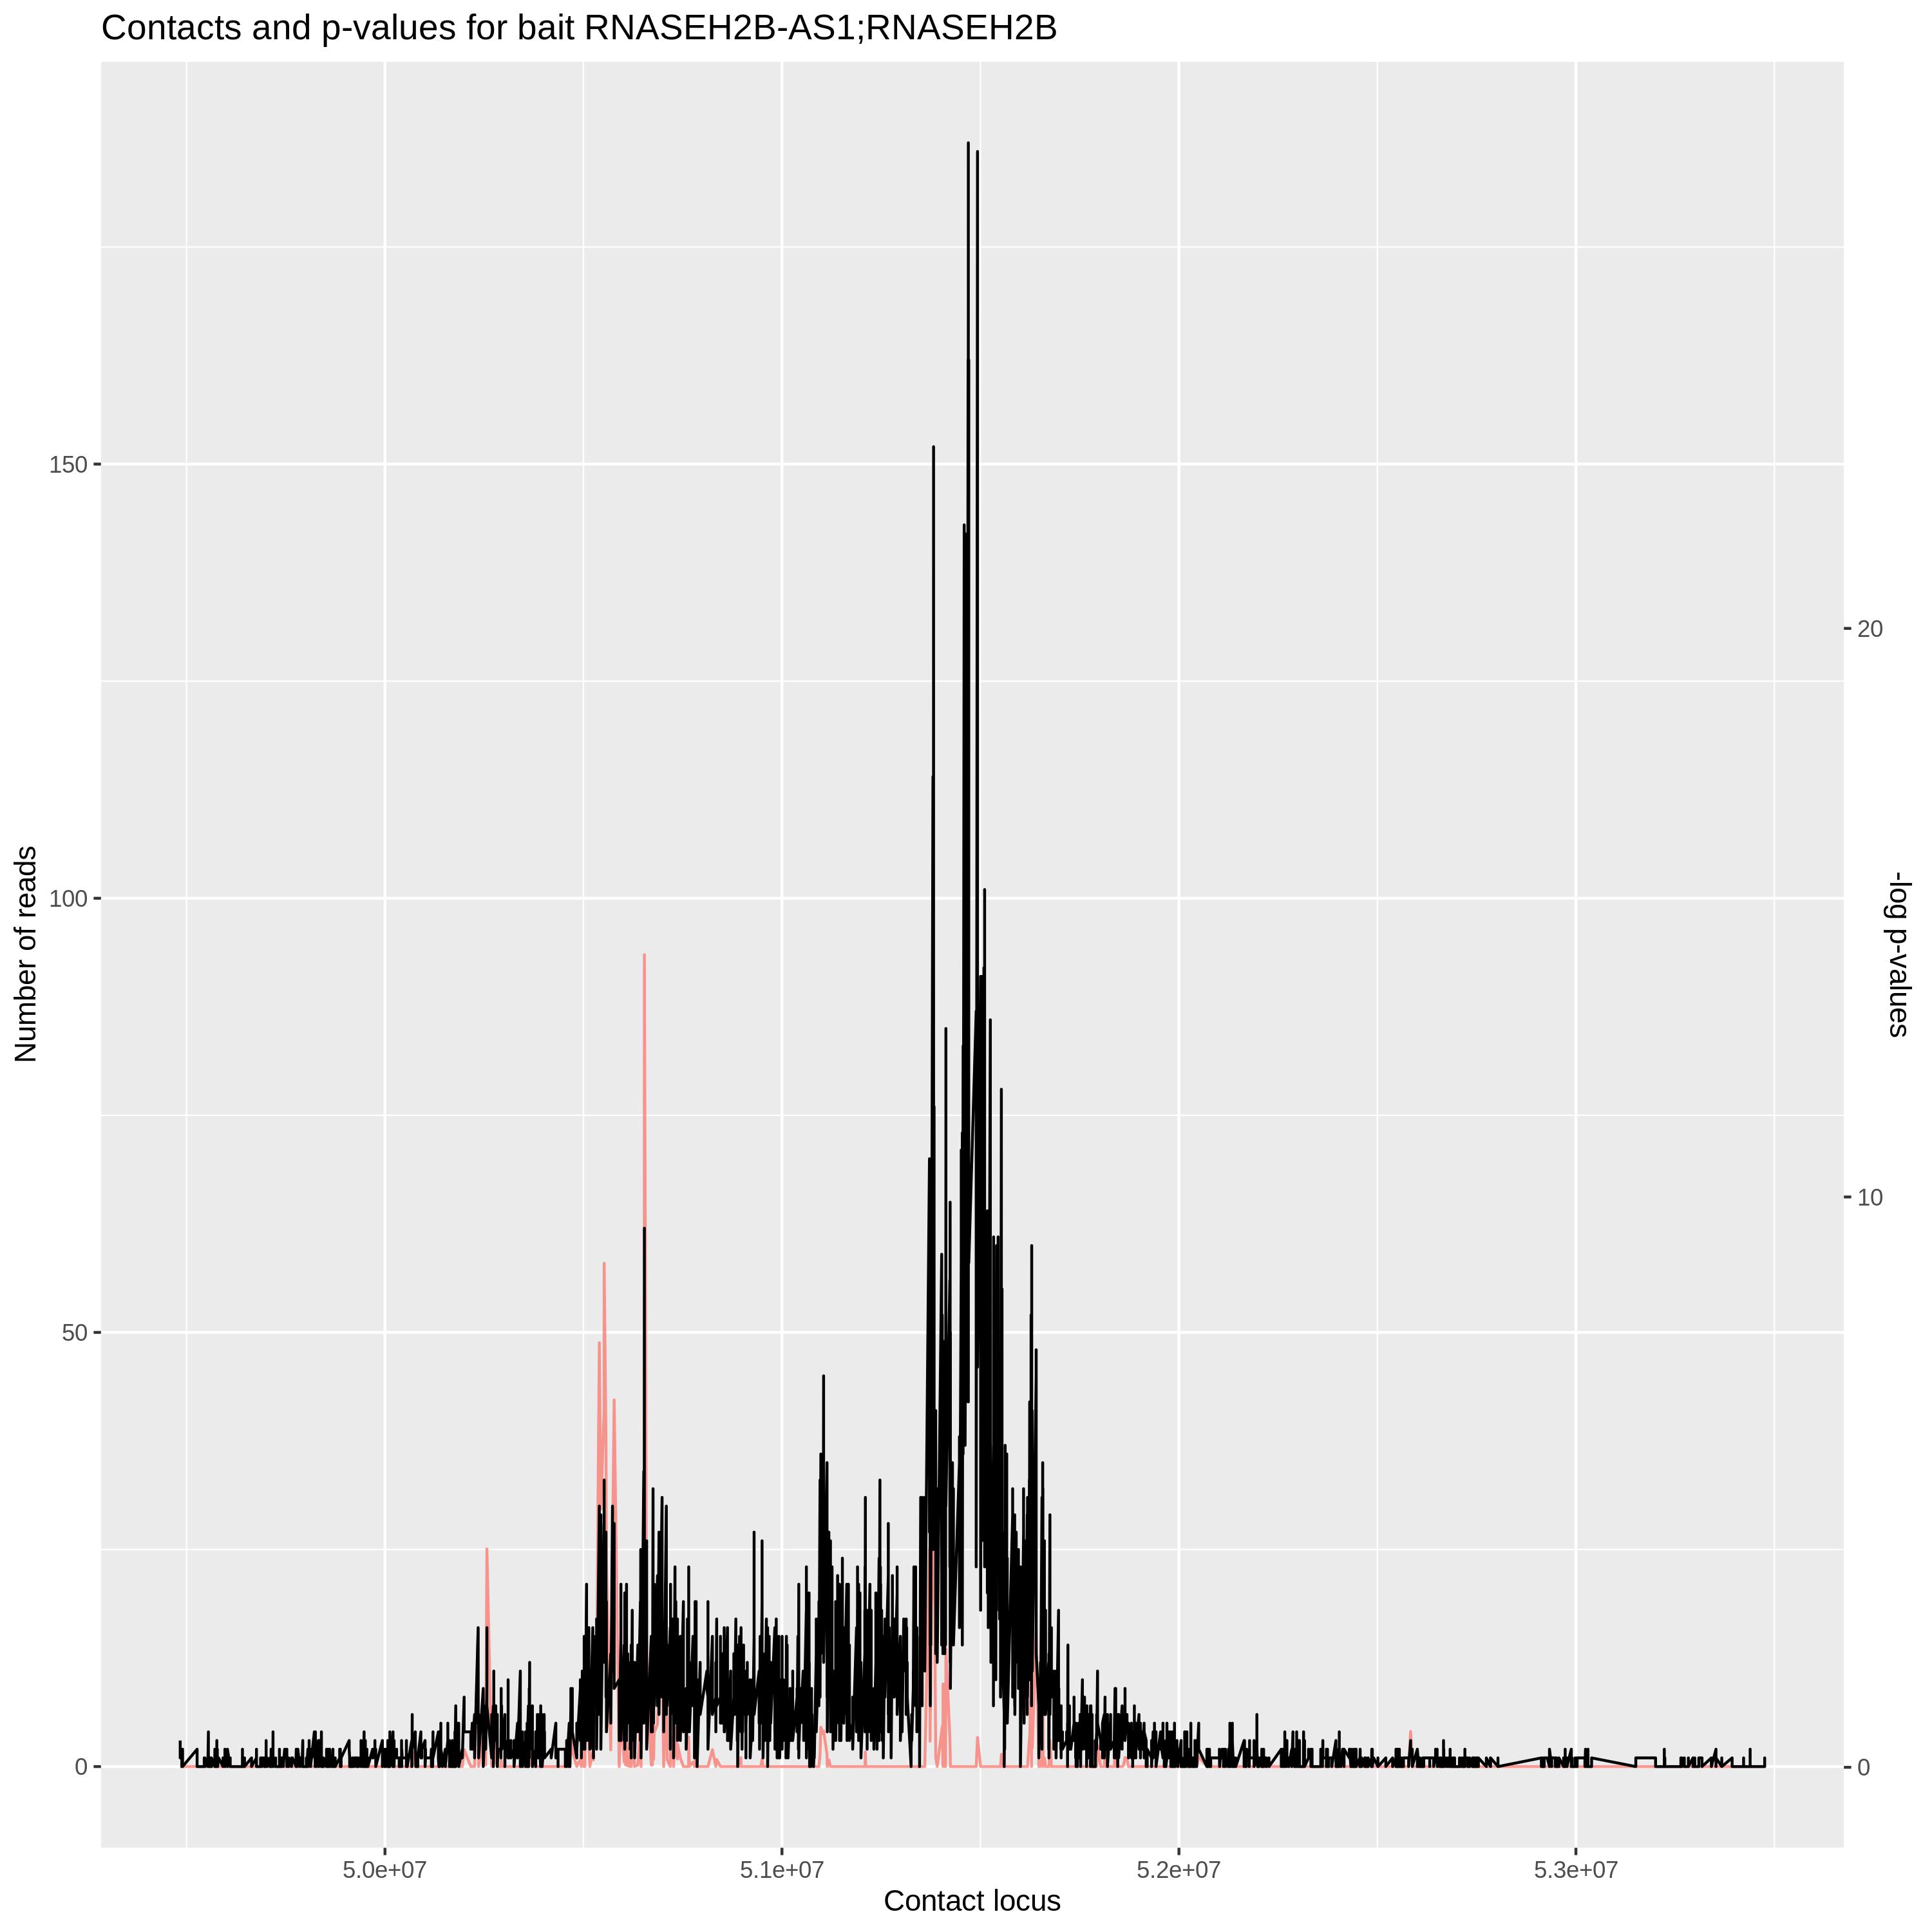 Contacts and p-values for bait RNASEH2B-AS1;RNASEH2B
Number of reads
150
100
50
0
20
10
0
-log p-values
5.0e+07
5.1e+07
5.2e+07
5.3e+07
Contact locus